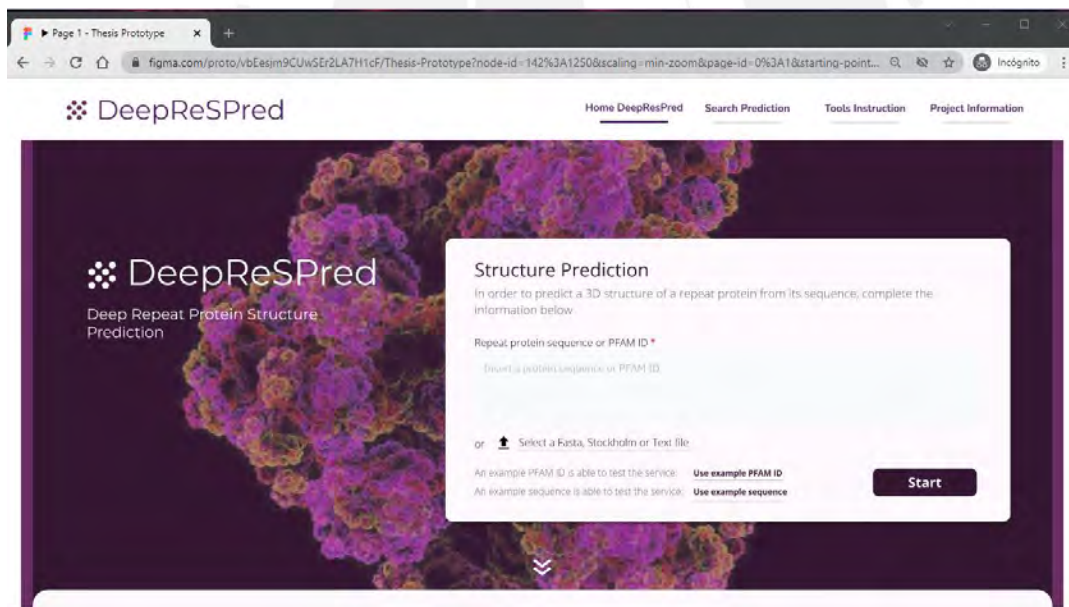 Page 1 - Thesis Prototype
figma.com/proto/vbEesjm9CUwSEr2LA7H1cF/Thesis-Prototype?node-id=142%3A1250&scaling=min-zoom&page-id=0%3A1&starting-point... Incógnito
DeepReSPred
Home DeepResPred Search Prediction Tools Instruction Project Information
DeepReSPred
Deep Repeat Protein Structure
Prediction
Structure Prediction
In order to predict a 3D structure of a repeat protein from its sequence, complete the
information below
Repeat protein sequence or PFAM ID *
Insert a protein sequence or PFAM ID
or Select a Fasta, Stockholm or Text file
An example PFAM ID is able to test the service: Use example PFAM ID
An example sequence is able to test the service: Use example sequence
Start